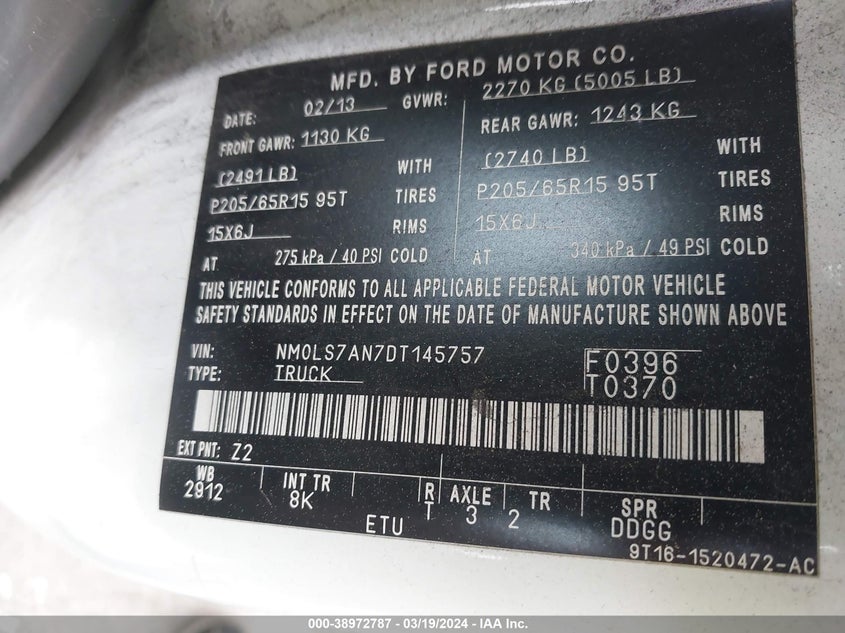 MFD. BY FORD MOTOR CO.
DATE: 02/13 GVWR: 2270 KG (5005 LB)
FRONT GAWR: 1130 KG REAR GAWR: 1243 KG
(2491 LB) WITH (2740 LB) WITH
P205/65R15 95T TIRES P205/65R15 95T TIRES
15X6J RIMS 15X6J RIMS
AT 275 kPa / 40 PSI COLD AT 340 kPa / 49 PSI COLD
THIS VEHICLE CONFORMS TO ALL APPLICABLE FEDERAL MOTOR VEHICLE
SAFETY STANDARDS IN EFFECT ON THE DATE OF MANUFACTURE SHOWN ABOVE
VIN: NM0LS7AN7DT145757 F0396
TYPE: TRUCK T0370
EXT PNT: Z2
WB INT TR R AXLE TR SPR
2912 8K T 3 2 DDGG
ETU 9T16-1520472-AC
000-38972787 - 03/19/2024 - IAA Inc.